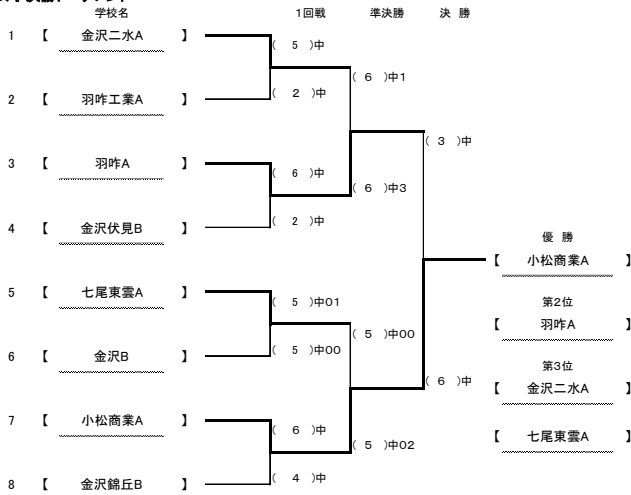 学校名 1回戦 準決勝 決 勝
1 【 金沢二水A 】
( 5 )中
( 6 )中1
2 【 羽咋工業A 】
( 2 )中
( 3 )中
3 【 羽咋A 】
( 6 )中
( 6 )中3
4 【 金沢伏見B 】
( 2 )中
優 勝
【 小松商業A 】
5 【 七尾東雲A 】
( 5 )中01
第2位
( 5 )中00
【 羽咋A 】
6 【 金沢B 】
( 5 )中00
第3位
( 6 )中
【 金沢二水A 】
7 【 小松商業A 】
( 6 )中
( 5 )中02
【 七尾東雲A 】
8 【 金沢錦丘B 】
( 4 )中